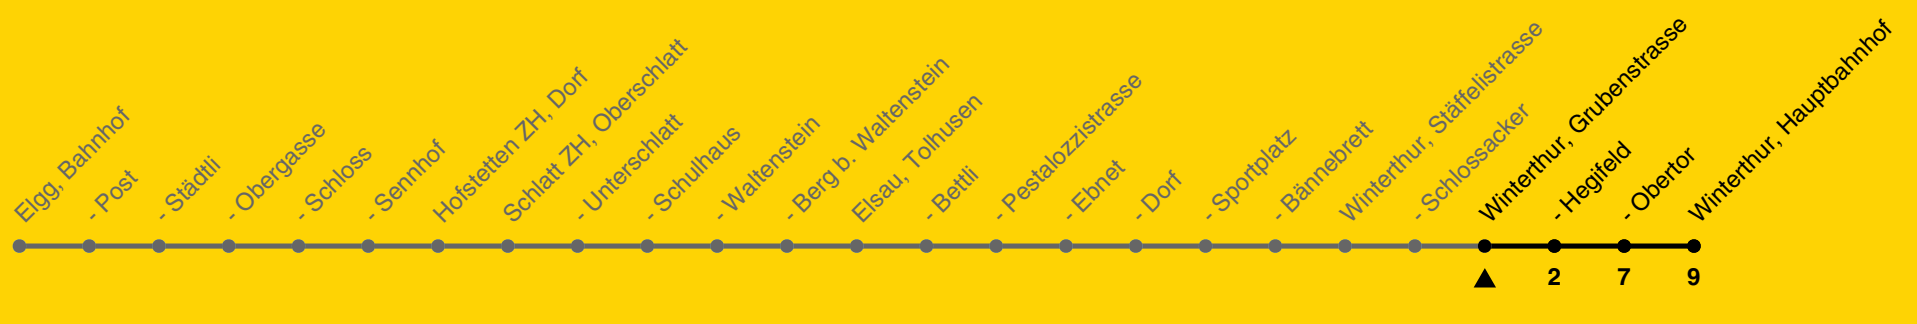 Elgg, Bahnhof
- Post
- Städtli
- Obergasse
- Schloss
- Sennhof
Hofstetten ZH, Dorf
Schlatt ZH, Oberschlatt
- Unterschlatt
- Schulhaus
- Waltenstein
- Berg b. Waltenstein
Elsau, Tolhusen
- Bettli
- Pestalozzistrasse
- Ebnet
- Dorf
- Sportplatz
- Bännebrett
Winterthur, Stäffelistrasse
- Schlossacker
Winterthur, Grubenstrasse
- Hegifeld
- Obertor
Winterthur, Hauptbahnhof
2 7 9